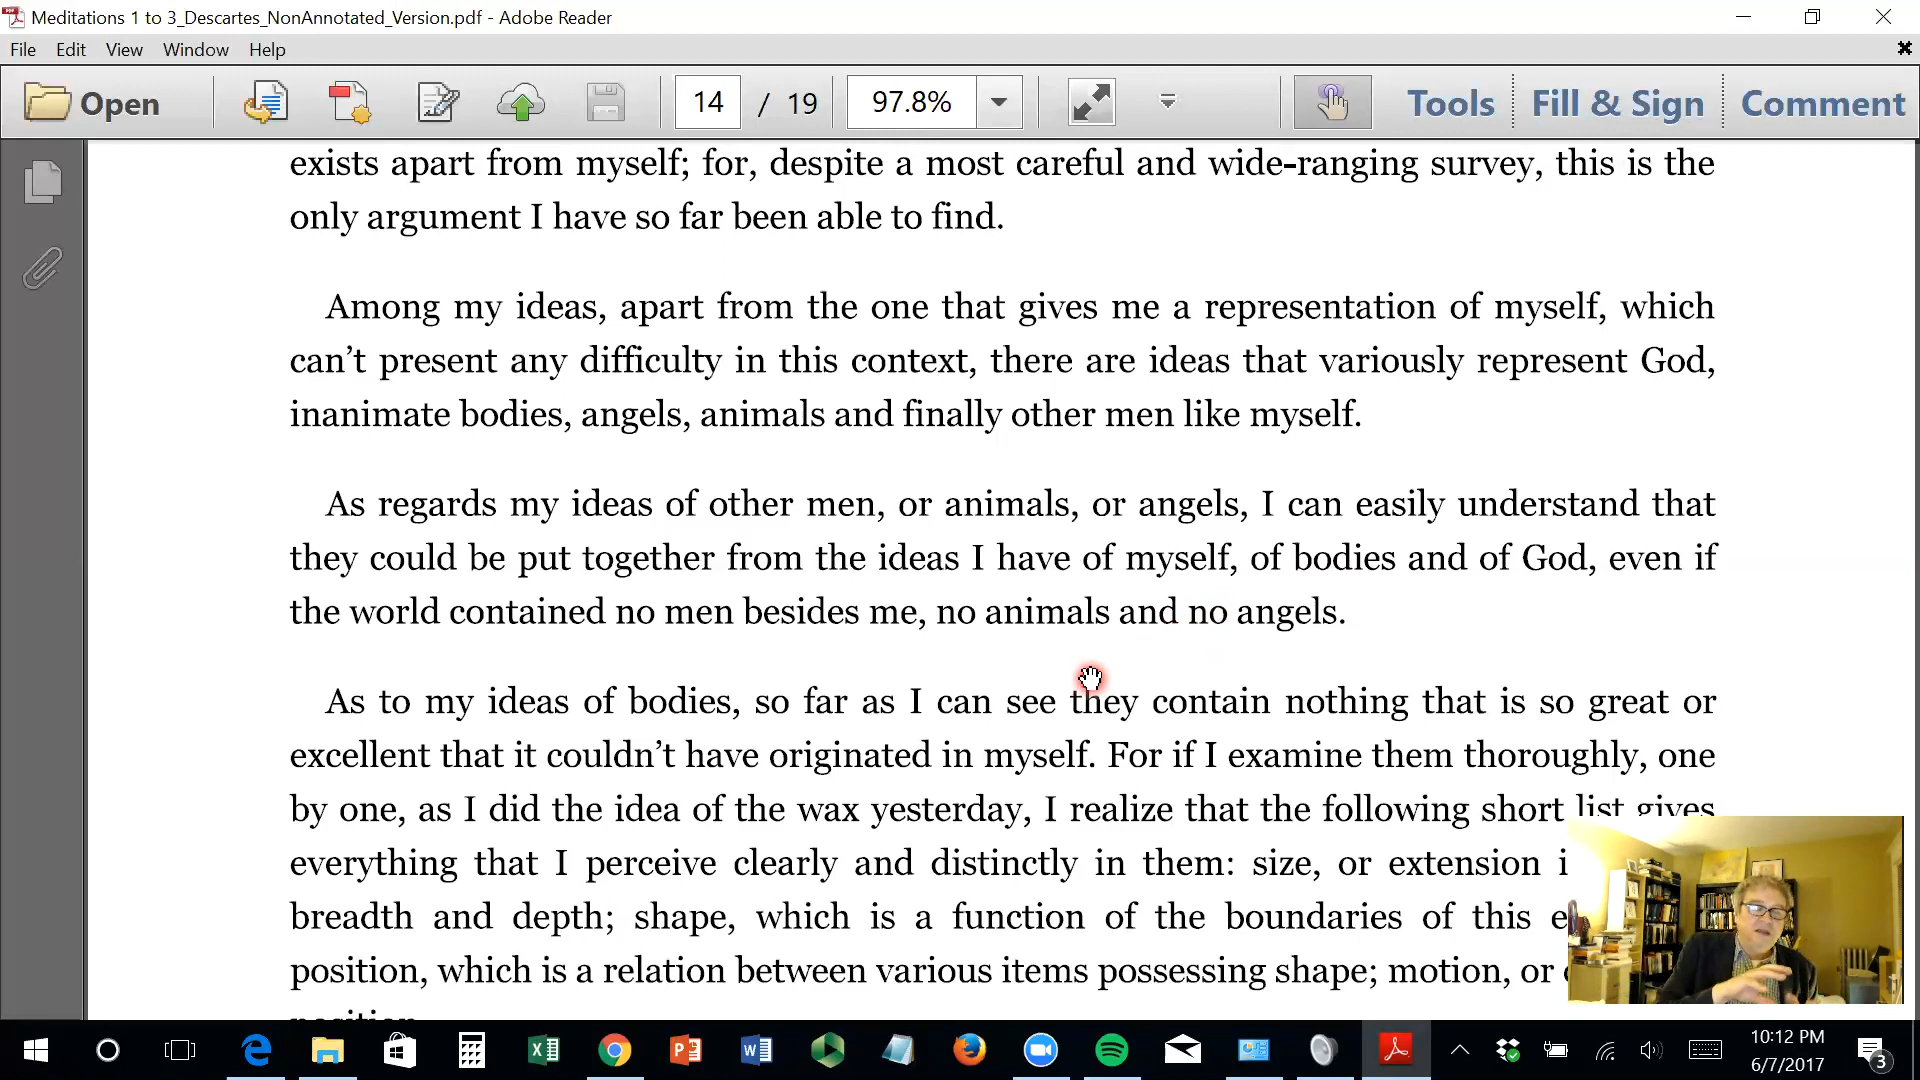 Meditations 1 to 3_Descartes_NonAnnotated_Version.pdf - Adobe Reader
File Edit View Window Help
Open 14 / 19 97.8% Tools Fill & Sign Comment
exists apart from myself; for, despite a most careful and wide-ranging survey, this is the
only argument I have so far been able to find.
Among my ideas, apart from the one that gives me a representation of myself, which
can't present any difficulty in this context, there are ideas that variously represent God,
inanimate bodies, angels, animals and finally other men like myself.
As regards my ideas of other men, or animals, or angels, I can easily understand that
they could be put together from the ideas I have of myself, of bodies and of God, even if
the world contained no men besides me, no animals and no angels.
As to my ideas of bodies, so far as I can see they contain nothing that is so great or
excellent that it couldn't have originated in myself. For if I examine them thoroughly, one
by one, as I did the idea of the wax yesterday, I realize that the following short list gives
everything that I perceive clearly and distinctly in them: size, or extension
breadth and depth; shape, which is a function of the boundaries of this
position, which is a relation between various items possessing shape; motion, or
10:12 PM
6/7/2017
3